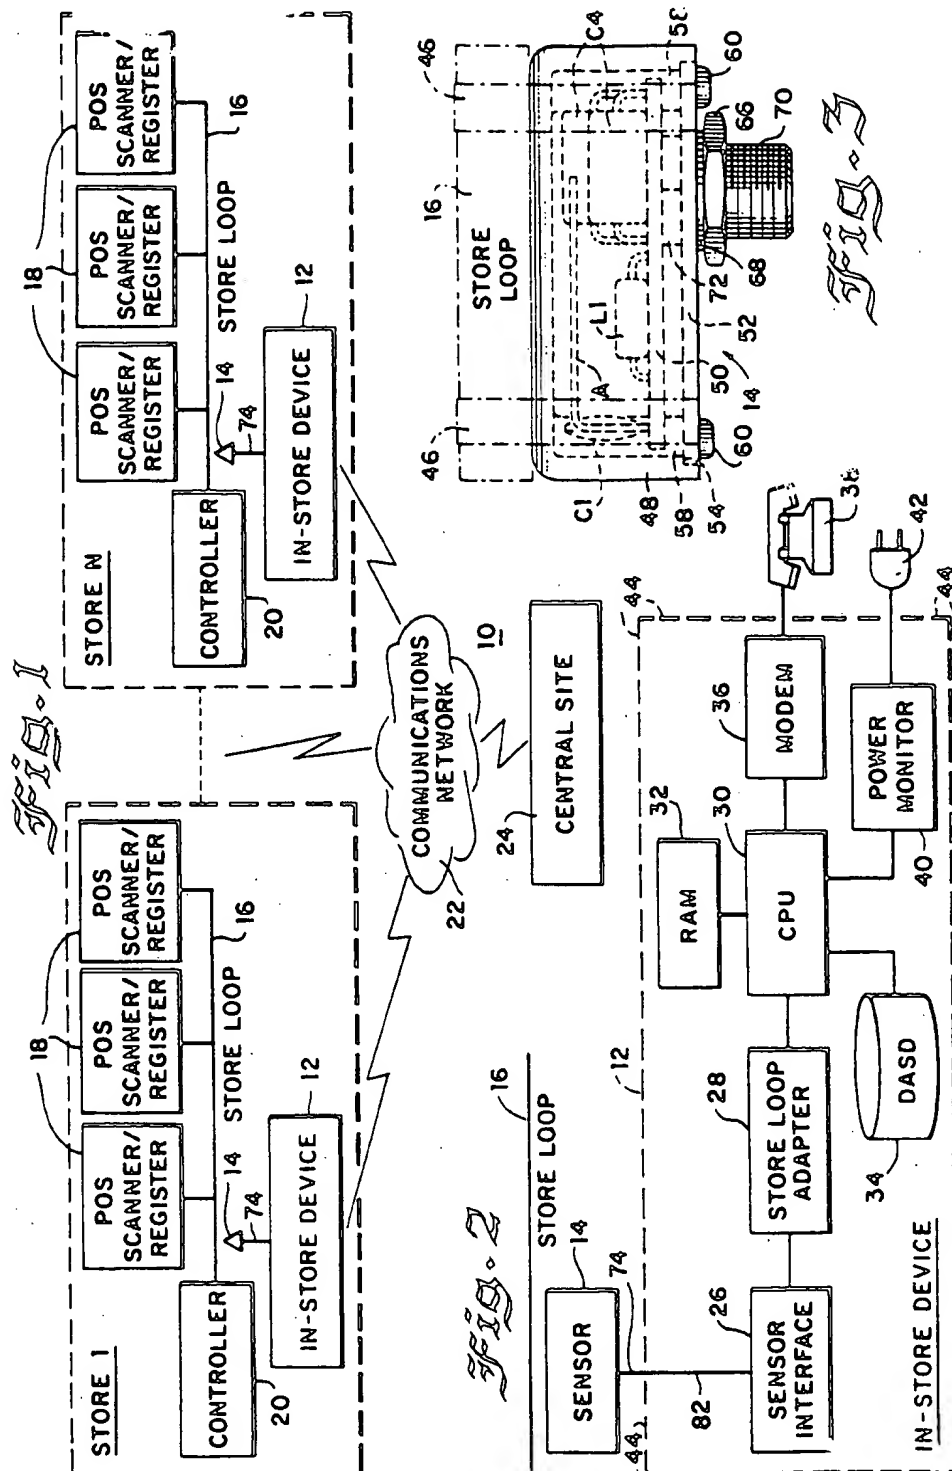 Fig. 1
STORE 1
18
POS
SCANNER/
REGISTER
POS
SCANNER/
REGISTER
POS
SCANNER/
REGISTER
16
STORE LOOP
14
74
12
CONTROLLER
20
IN-STORE DEVICE
STORE N
18
POS
SCANNER/
REGISTER
POS
SCANNER/
REGISTER
POS
SCANNER/
REGISTER
16
STORE LOOP
14
74
12
CONTROLLER
20
IN-STORE DEVICE
COMMUNICATIONS
NETWORK
22
10
24
CENTRAL SITE
Fig. 2
16
STORE LOOP
14
SENSOR
74
12
44
44
44
82
26
SENSOR
INTERFACE
28
STORE LOOP
ADAPTER
32
RAM
30
CPU
34
DASD
36
MODEM
38
POWER
MONITOR
40
42
IN-STORE DEVICE
Fig. 3
46
16
46
STORE
LOOP
C1
A
L1
C4
58
48
58
54
60
50
14
52
72
68
66
70
60